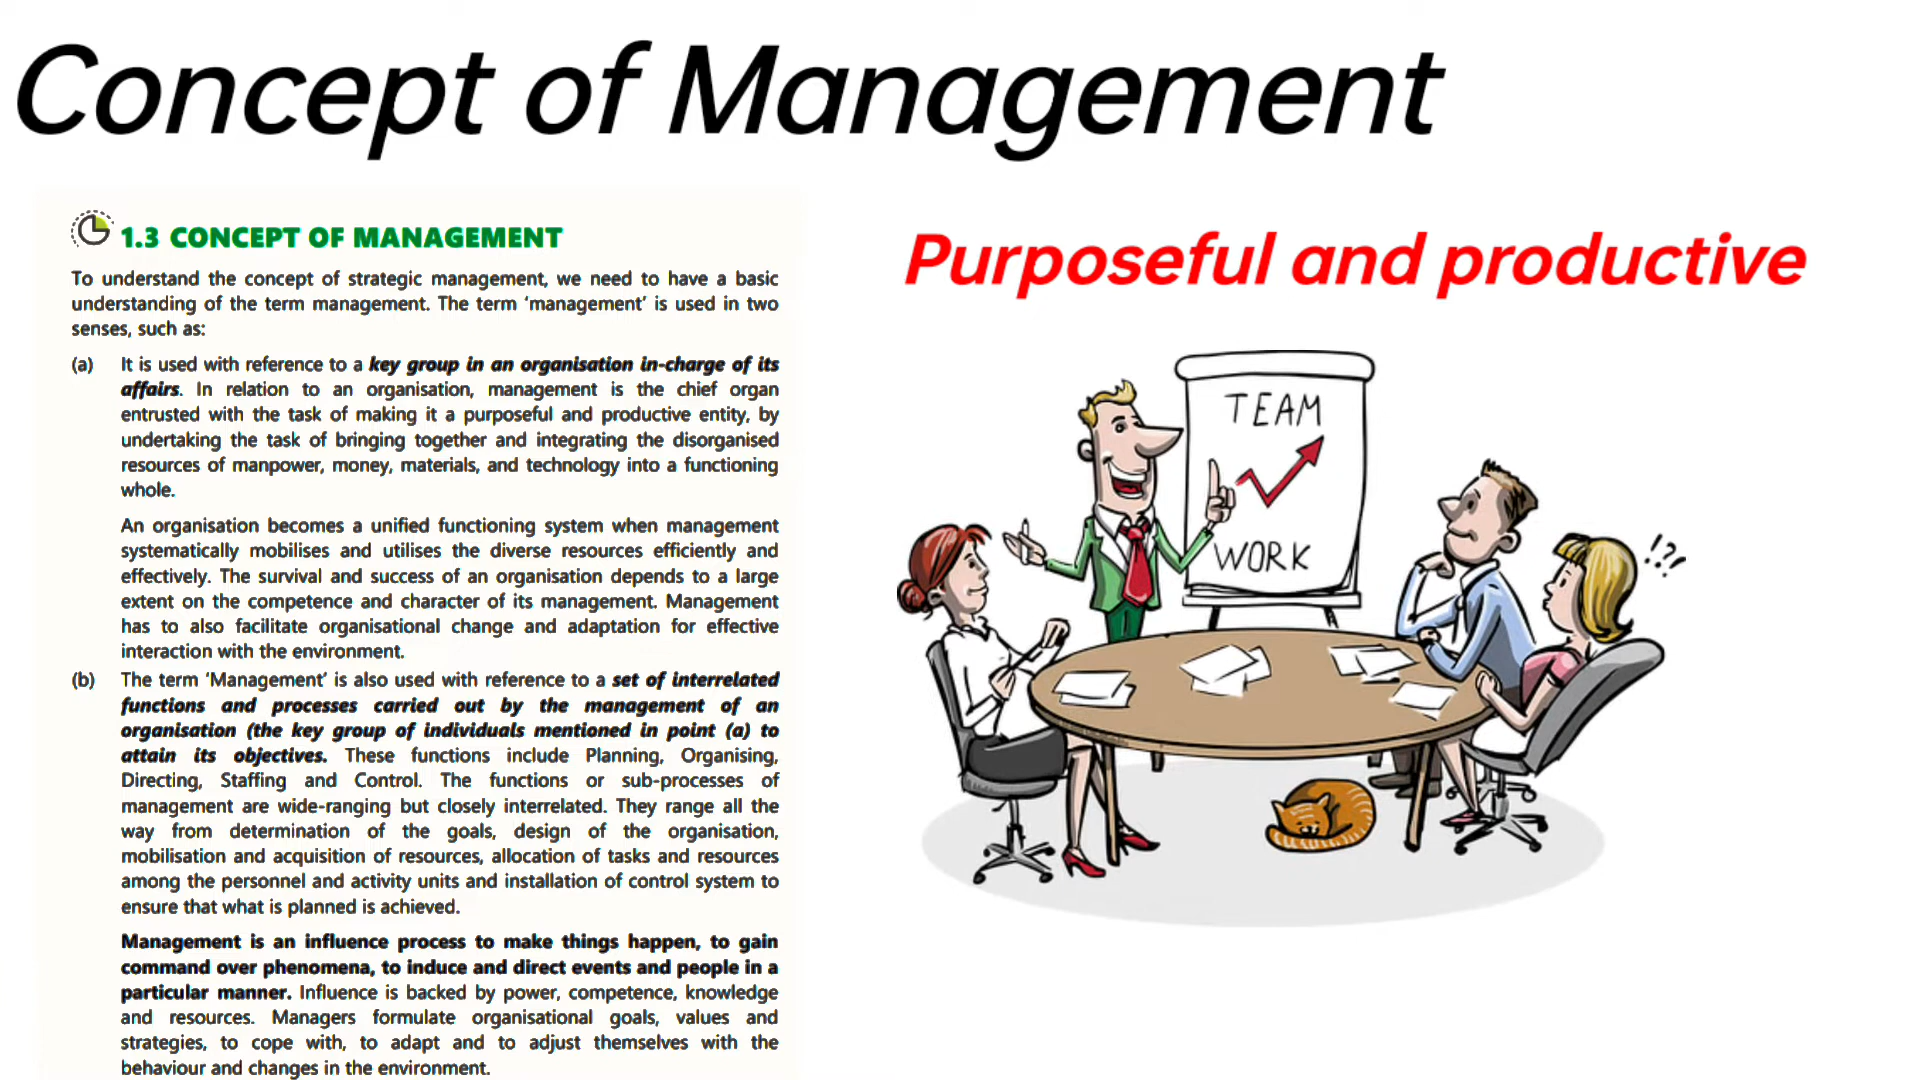 Concept of Management
1.3 CONCEPT OF MANAGEMENT
To understand the concept of strategic management, we need to have a basic
understanding of the term management. The term ‘management’ is used in two
senses, such as:
(a) It is used with reference to a key group in an organisation in-charge of its
affairs. In relation to an organisation, management is the chief organ
entrusted with the task of making it a purposeful and productive entity, by
undertaking the task of bringing together and integrating the disorganised
resources of manpower, money, materials, and technology into a functioning
whole.
An organisation becomes a unified functioning system when management
systematically mobilises and utilises the diverse resources efficiently and
effectively. The survival and success of an organisation depends to a large
extent on the competence and character of its management. Management
has to also facilitate organisational change and adaptation for effective
interaction with the environment.
(b) The term ‘Management’ is also used with reference to a set of interrelated
functions and processes carried out by the management of an
organisation (the key group of individuals mentioned in point (a) to
attain its objectives. These functions include Planning, Organising,
Directing, Staffing and Control. The functions or sub-processes of
management are wide-ranging but closely interrelated. They range all the
way from determination of the goals, design of the organisation,
mobilisation and acquisition of resources, allocation of tasks and resources
among the personnel and activity units and installation of control system to
ensure that what is planned is achieved.
Management is an influence process to make things happen, to gain
command over phenomena, to induce and direct events and people in a
particular manner. Influence is backed by power, competence, knowledge
and resources. Managers formulate organisational goals, values and
strategies, to cope with, to adapt and to adjust themselves with the
behaviour and changes in the environment.
Purposeful and productive
TEAM
WORK
!?,?